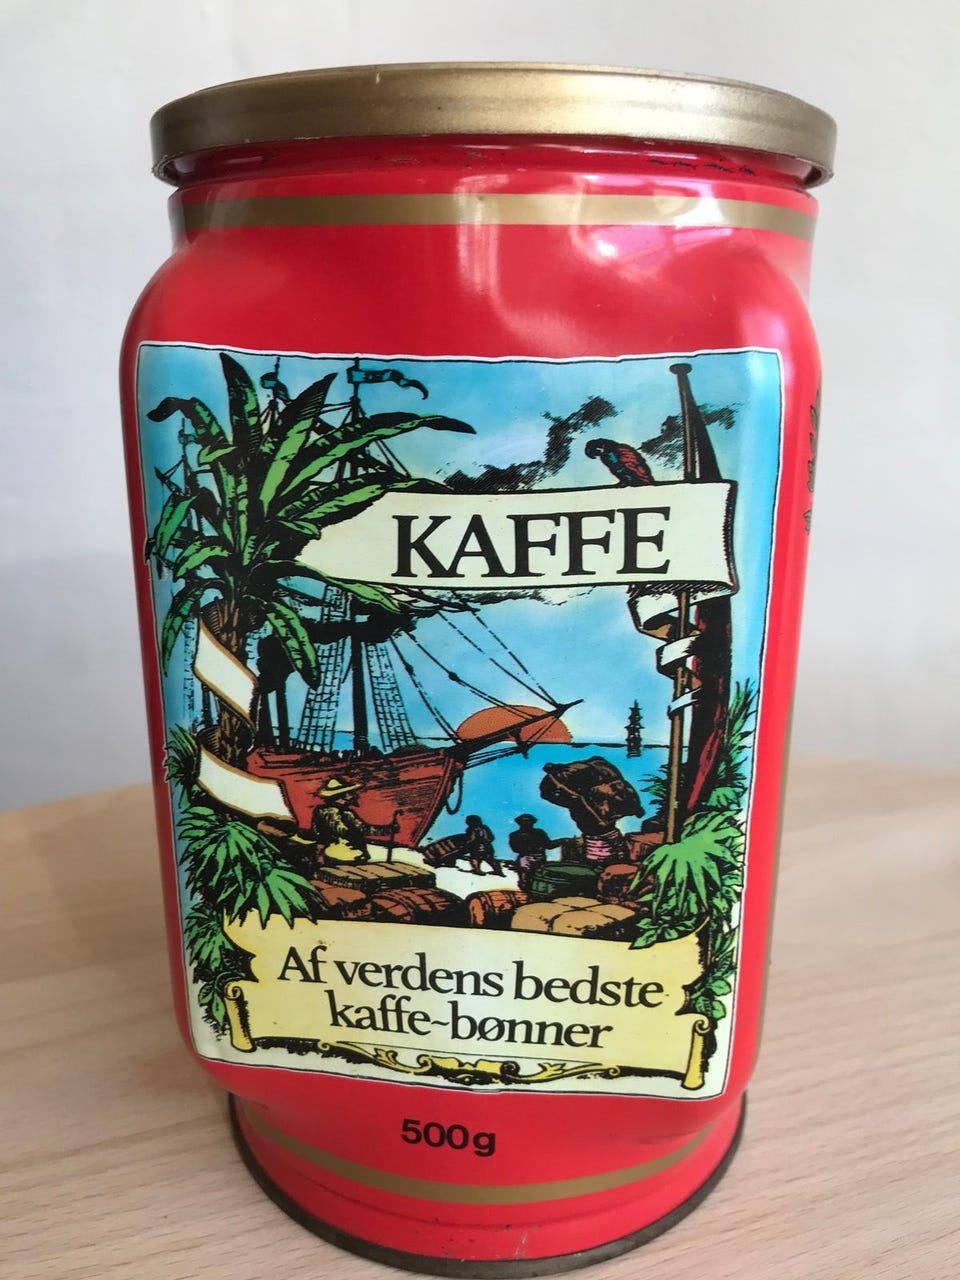 KAFFE
Af verdens bedste
kaffe-bønner
500g